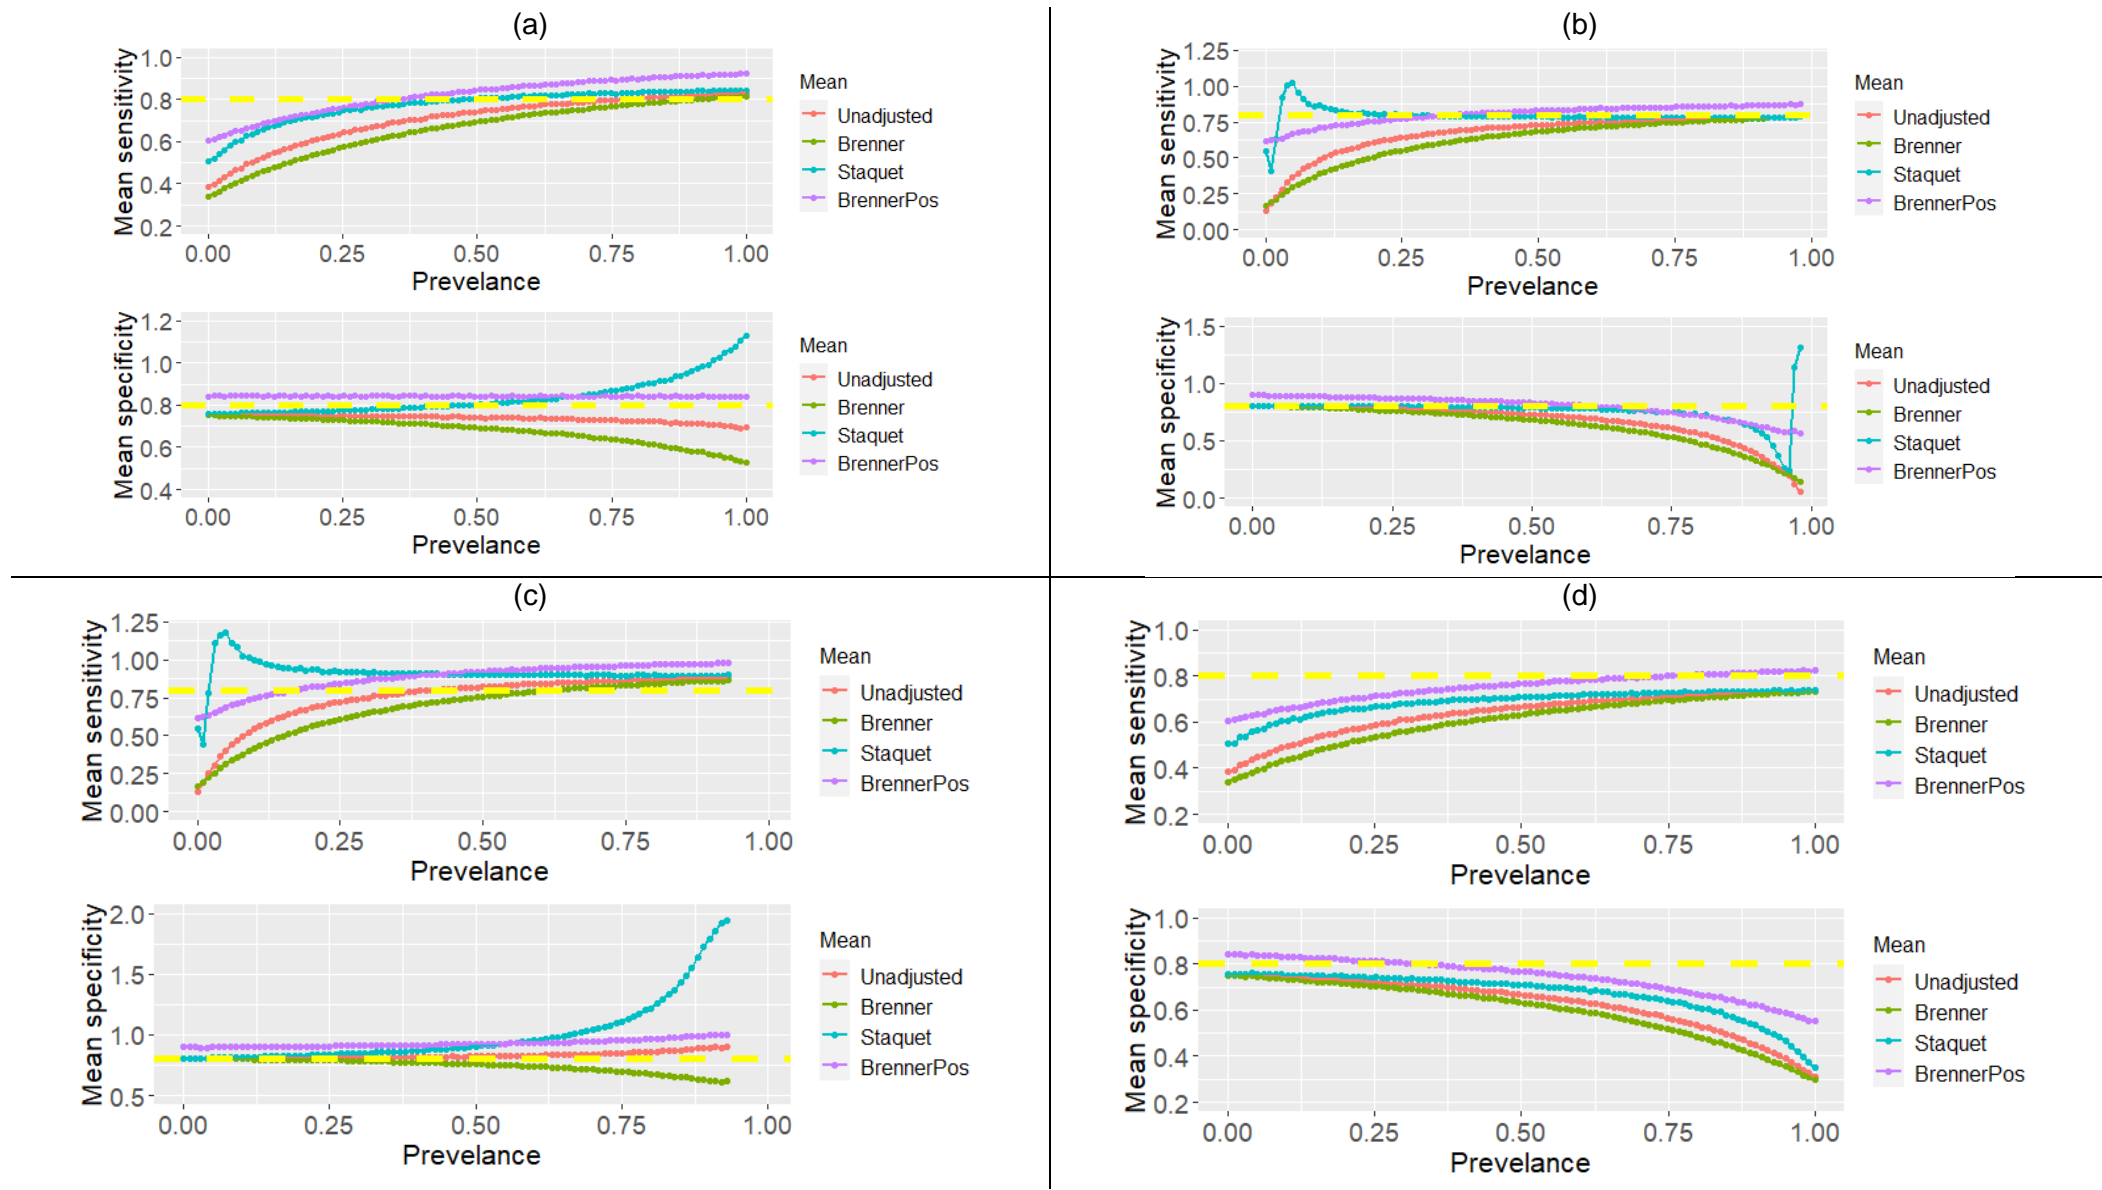 (a)
Mean sensitivity
1.0
0.8
0.6
0.4
0.2
0.00 0.25 0.50 0.75 1.00
Prevelance
Mean
Unadjusted
Brenner
Staquet
BrennerPos
Mean specificity
1.2
1.0
0.8
0.6
0.4
0.00 0.25 0.50 0.75 1.00
Prevelance
Mean
Unadjusted
Brenner
Staquet
BrennerPos
(b)
Mean sensitivity
1.25
1.00
0.75
0.50
0.25
0.00
0.00 0.25 0.50 0.75 1.00
Prevelance
Mean
Unadjusted
Brenner
Staquet
BrennerPos
Mean specificity
1.5
1.0
0.5
0.0
0.00 0.25 0.50 0.75 1.00
Prevelance
Mean
Unadjusted
Brenner
Staquet
BrennerPos
(c)
Mean sensitivity
1.25
1.00
0.75
0.50
0.25
0.00
0.00 0.25 0.50 0.75 1.00
Prevelance
Mean
Unadjusted
Brenner
Staquet
BrennerPos
Mean specificity
2.0
1.5
1.0
0.5
0.00 0.25 0.50 0.75 1.00
Prevelance
Mean
Unadjusted
Brenner
Staquet
BrennerPos
(d)
Mean sensitivity
1.0
0.8
0.6
0.4
0.2
0.00 0.25 0.50 0.75 1.00
Prevelance
Mean
Unadjusted
Brenner
Staquet
BrennerPos
Mean specificity
1.0
0.8
0.6
0.4
0.2
0.00 0.25 0.50 0.75 1.00
Prevelance
Mean
Unadjusted
Brenner
Staquet
BrennerPos